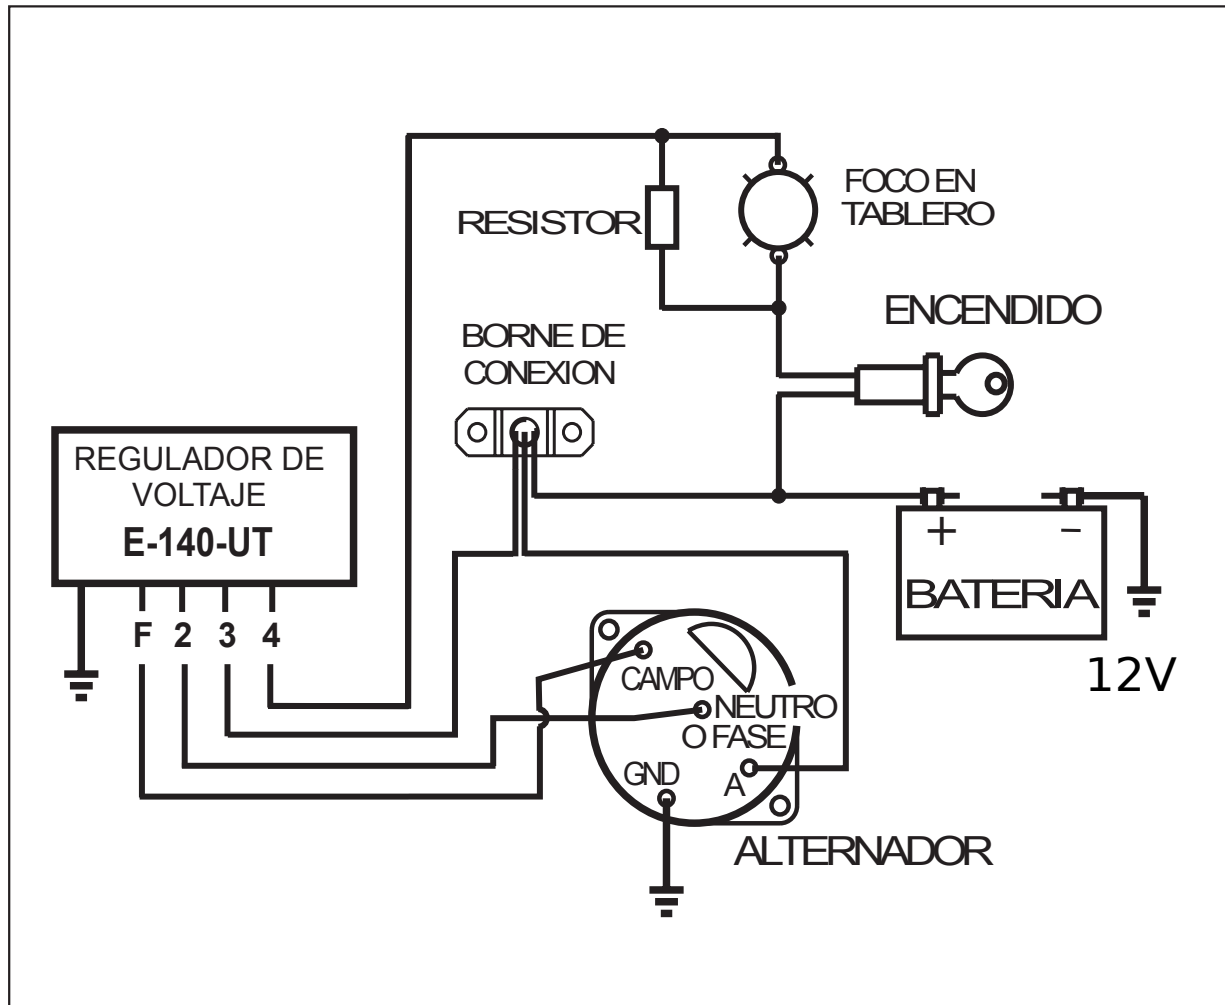 FOCO EN
TABLERO
RESISTOR
ENCENDIDO
BORNE DE
CONEXION
REGULADOR DE
VOLTAJE
E-140-UT
+ -
BATERIA
12V
F 2 3 4
CAMPO
NEUTRO
O FASE
GND
A
ALTERNADOR